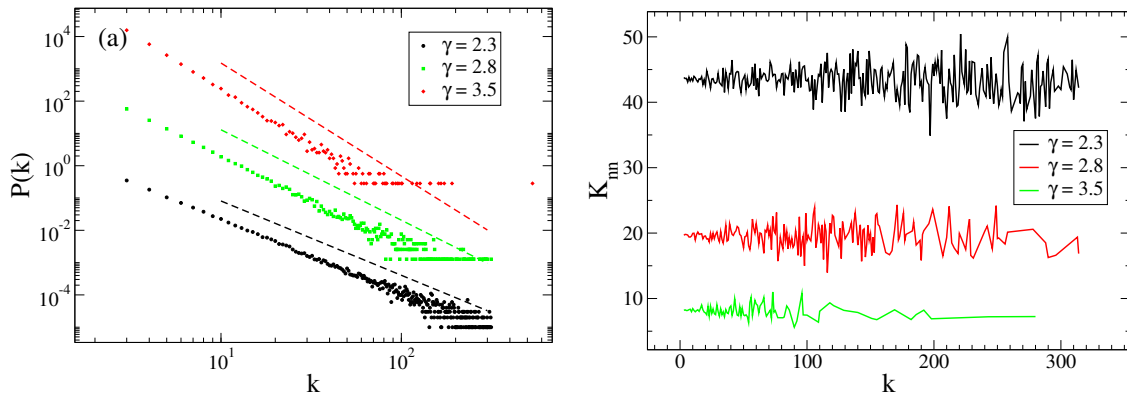 (a)
γ = 2.3
γ = 2.8
γ = 3.5
10^4
10^2
10^0
10^-2
10^-4
P(k)
10^1
10^2
k
50
40
30
20
10
K_nn
γ = 2.3
γ = 2.8
γ = 3.5
0
100
200
300
k